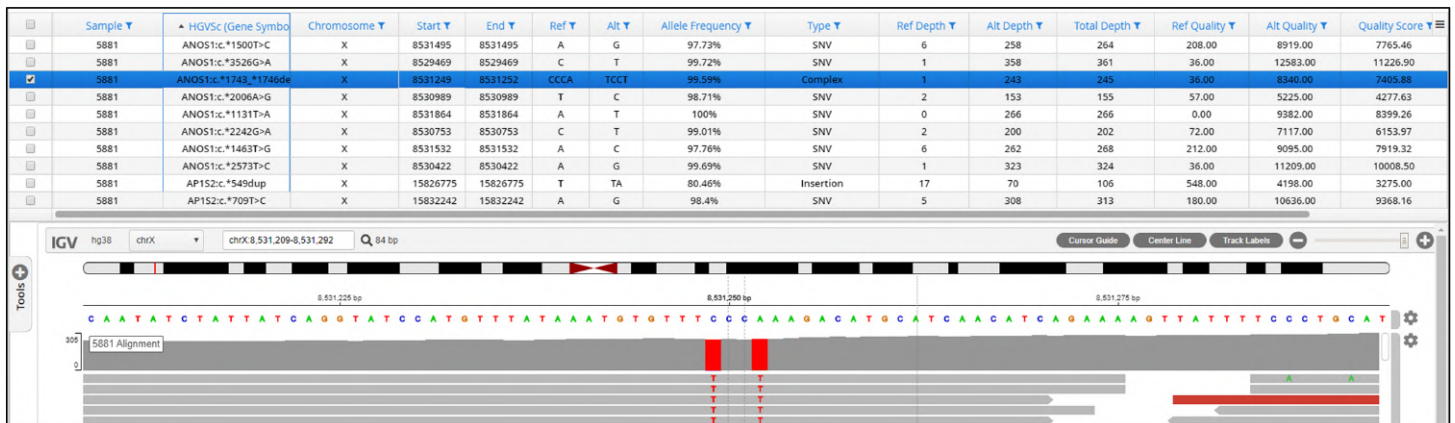 Sample HGVSc (Gene Symbo Chromosome Start End Ref Alt Allele Frequency Type Ref Depth Alt Depth Total Depth Ref Quality Alt Quality Quality Score
5881 ANOS1:c.*1500T>C X 8531495 8531495 A G 97.73% SNV 6 258 264 208.00 8919.00 7765.46
5881 ANOS1:c.*3526G>A X 8529469 8529469 C T 99.72% SNV 1 358 361 36.00 12583.00 11226.90
5881 ANOS1:c.*1743_*1746de X 8531249 8531252 CCCA TCCT 99.59% Complex 1 243 245 36.00 8340.00 7405.88
5881 ANOS1:c.*2006A>G X 8530989 8530989 T C 98.71% SNV 2 153 155 57.00 5225.00 4277.63
5881 ANOS1:c.*1131T>A X 8531864 8531864 A T 100% SNV 0 266 266 0.00 9382.00 8399.26
5881 ANOS1:c.*2242G>A X 8530753 8530753 C T 99.01% SNV 2 200 202 72.00 7117.00 6153.97
5881 ANOS1:c.*1463T>G X 8531532 8531532 A C 97.76% SNV 6 262 268 212.00 9095.00 7919.32
5881 ANOS1:c.*2573T>C X 8530422 8530422 A G 99.69% SNV 1 323 324 36.00 11209.00 10008.50
5881 AP1S2:c.*549dup X 15826775 15826775 T TA 80.46% Insertion 17 70 106 548.00 4198.00 3275.00
5881 AP1S2:c.*709T>C X 15832242 15832242 A G 98.4% SNV 5 308 313 180.00 10636.00 9368.16
IGV hg38 chrX chrX:8,531,209-8,531,292 84 bp Cursor Guide Center Line Track Labels
Tools
8,531,225 bp 8,531,250 bp 8,531,275 bp
C A A T A T C T A T T A T C A G G T A T C C A T G T T T A T A A A T G T G T T T C C C A A A G A C A T G C A T C A A C A T C A G A A A A G T T A T T T T C C C T G C A T
305 5881 Alignment
0
T T A A
T T
T T
T T
T T